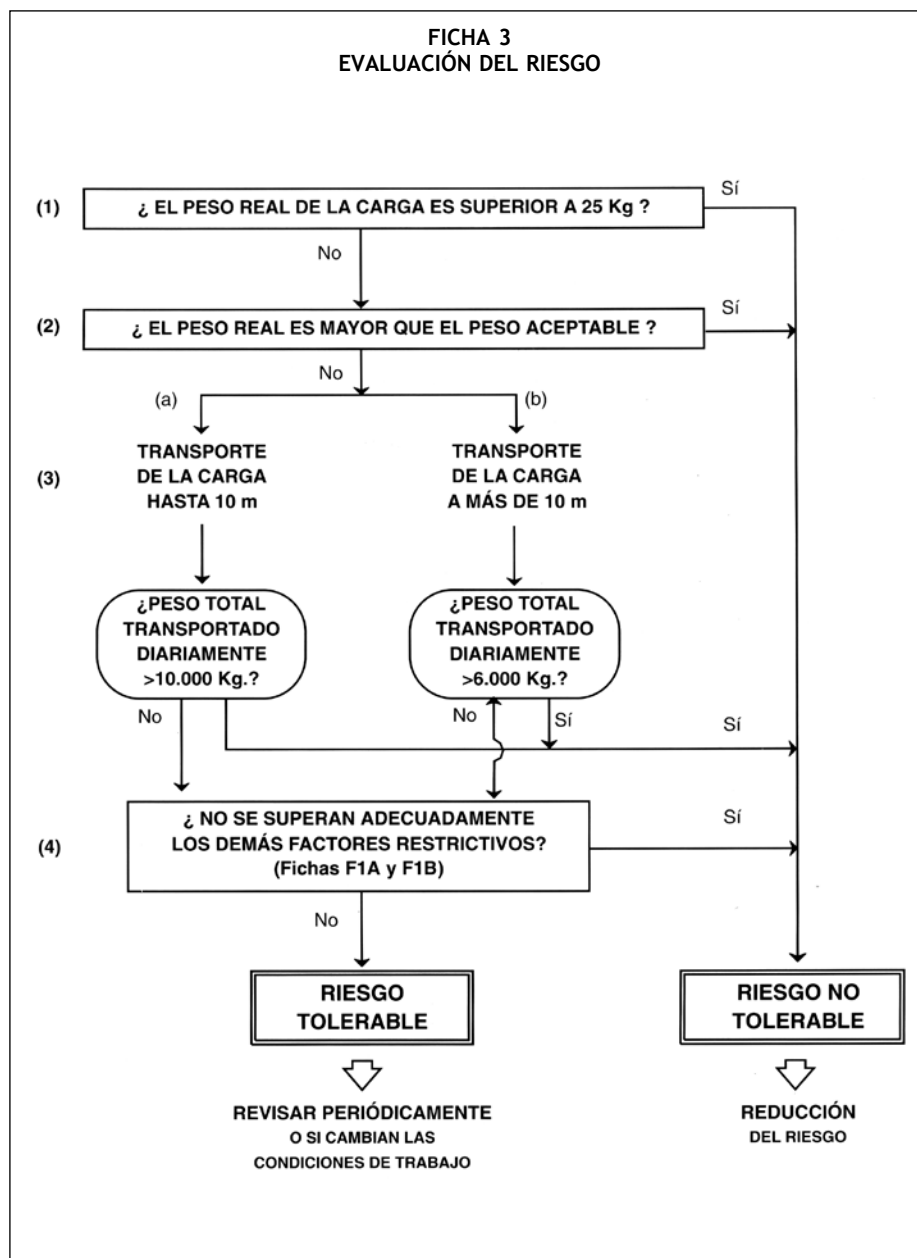 FICHA 3
EVALUACIÓN DEL RIESGO
Sí
(1)
¿ EL PESO REAL DE LA CARGA ES SUPERIOR A 25 Kg ?
No
Sí
(2)
¿ EL PESO REAL ES MAYOR QUE EL PESO ACEPTABLE ?
No
(a)
(b)
(3)
TRANSPORTE
DE LA CARGA
HASTA 10 m
TRANSPORTE
DE LA CARGA
A MÁS DE 10 m
¿PESO TOTAL
TRANSPORTADO
DIARIAMENTE
>10.000 Kg.?
¿PESO TOTAL
TRANSPORTADO
DIARIAMENTE
>6.000 Kg.?
No
No
Sí
Sí
(4)
¿ NO SE SUPERAN ADECUADAMENTE
LOS DEMÁS FACTORES RESTRICTIVOS?
(Fichas F1A y F1B)
Sí
No
RIESGO
TOLERABLE
RIESGO NO
TOLERABLE
REVISAR PERIÓDICAMENTE
O SI CAMBIAN LAS
CONDICIONES DE TRABAJO
REDUCCIÓN
DEL RIESGO